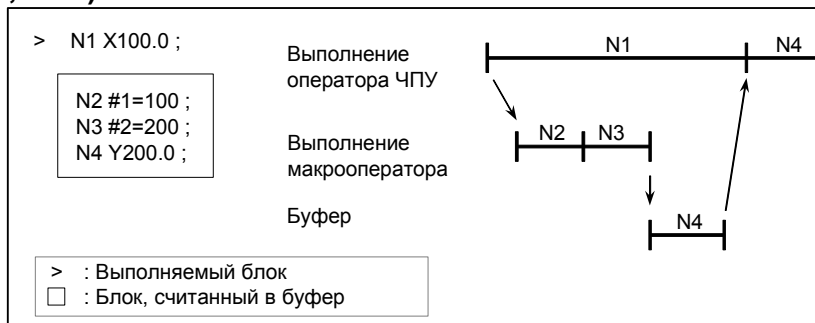 > N1 X100.0 ;
N2 #1=100 ;
N3 #2=200 ;
N4 Y200.0 ;
Выполнение
оператора ЧПУ
N1
N4
Выполнение
макрооператора
N2
N3
Буфер
N4
> : Выполняемый блок
□ : Блок, считанный в буфер